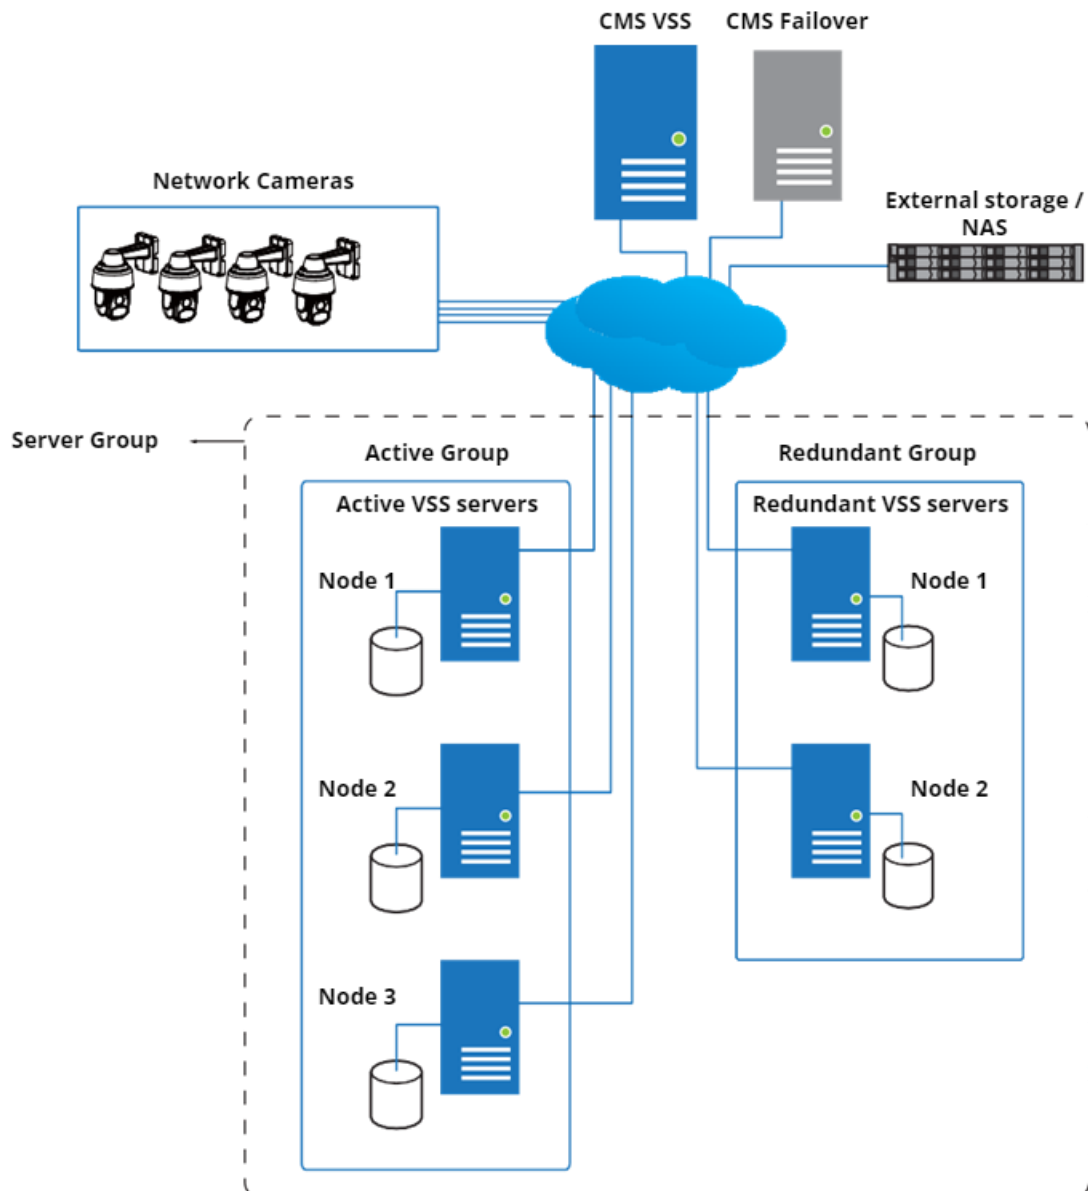 CMS VSS
CMS Failover
Network Cameras
External storage /
NAS
Server Group
Active Group
Redundant Group
Active VSS servers
Redundant VSS servers
Node 1
Node 1
Node 2
Node 2
Node 3